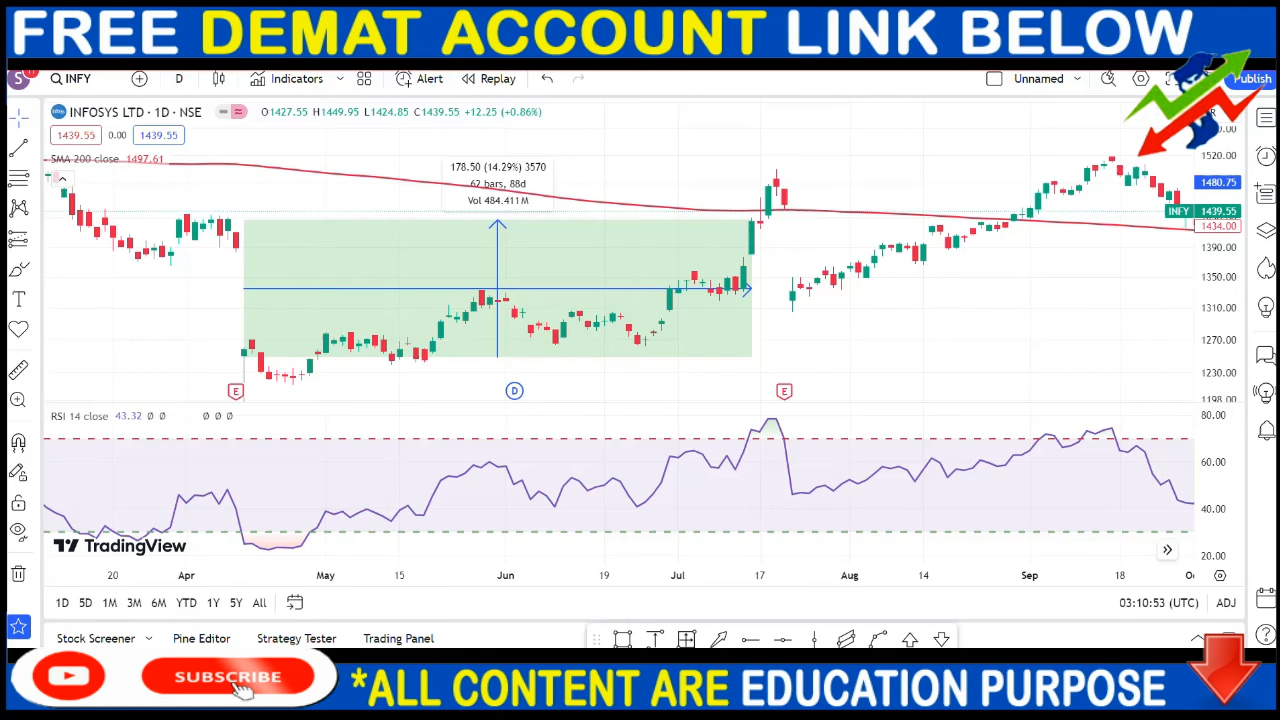 FREE DEMAT ACCOUNT LINK BELOW
S 11 INFY D Indicators Alert Replay Unnamed Publish
INFOSYS LTD · 1D · NSE O1427.55 H1449.95 L1424.85 C1439.55 +12.25 (+0.86%)
1439.55 0.00 1439.55
SMA 200 close 1497.61
178.50 (14.29%) 3570
62 bars, 88d
Vol 484.411M
1520.00
1480.75
INFY 1439.55
1434.00
1390.00
1350.00
1310.00
1270.00
1230.00
1198.00
E D E
RSI 14 close 43.32 Ø Ø Ø Ø Ø
80.00
60.00
40.00
20.00
TradingView
20 Apr May 15 Jun 19 Jul 17 Aug 14 Sep 18
1D 5D 1M 3M 6M YTD 1Y 5Y All 03:10:53 (UTC) ADJ
Stock Screener Pine Editor Strategy Tester Trading Panel
SUBSCRIBE
*ALL CONTENT ARE EDUCATION PURPOSE